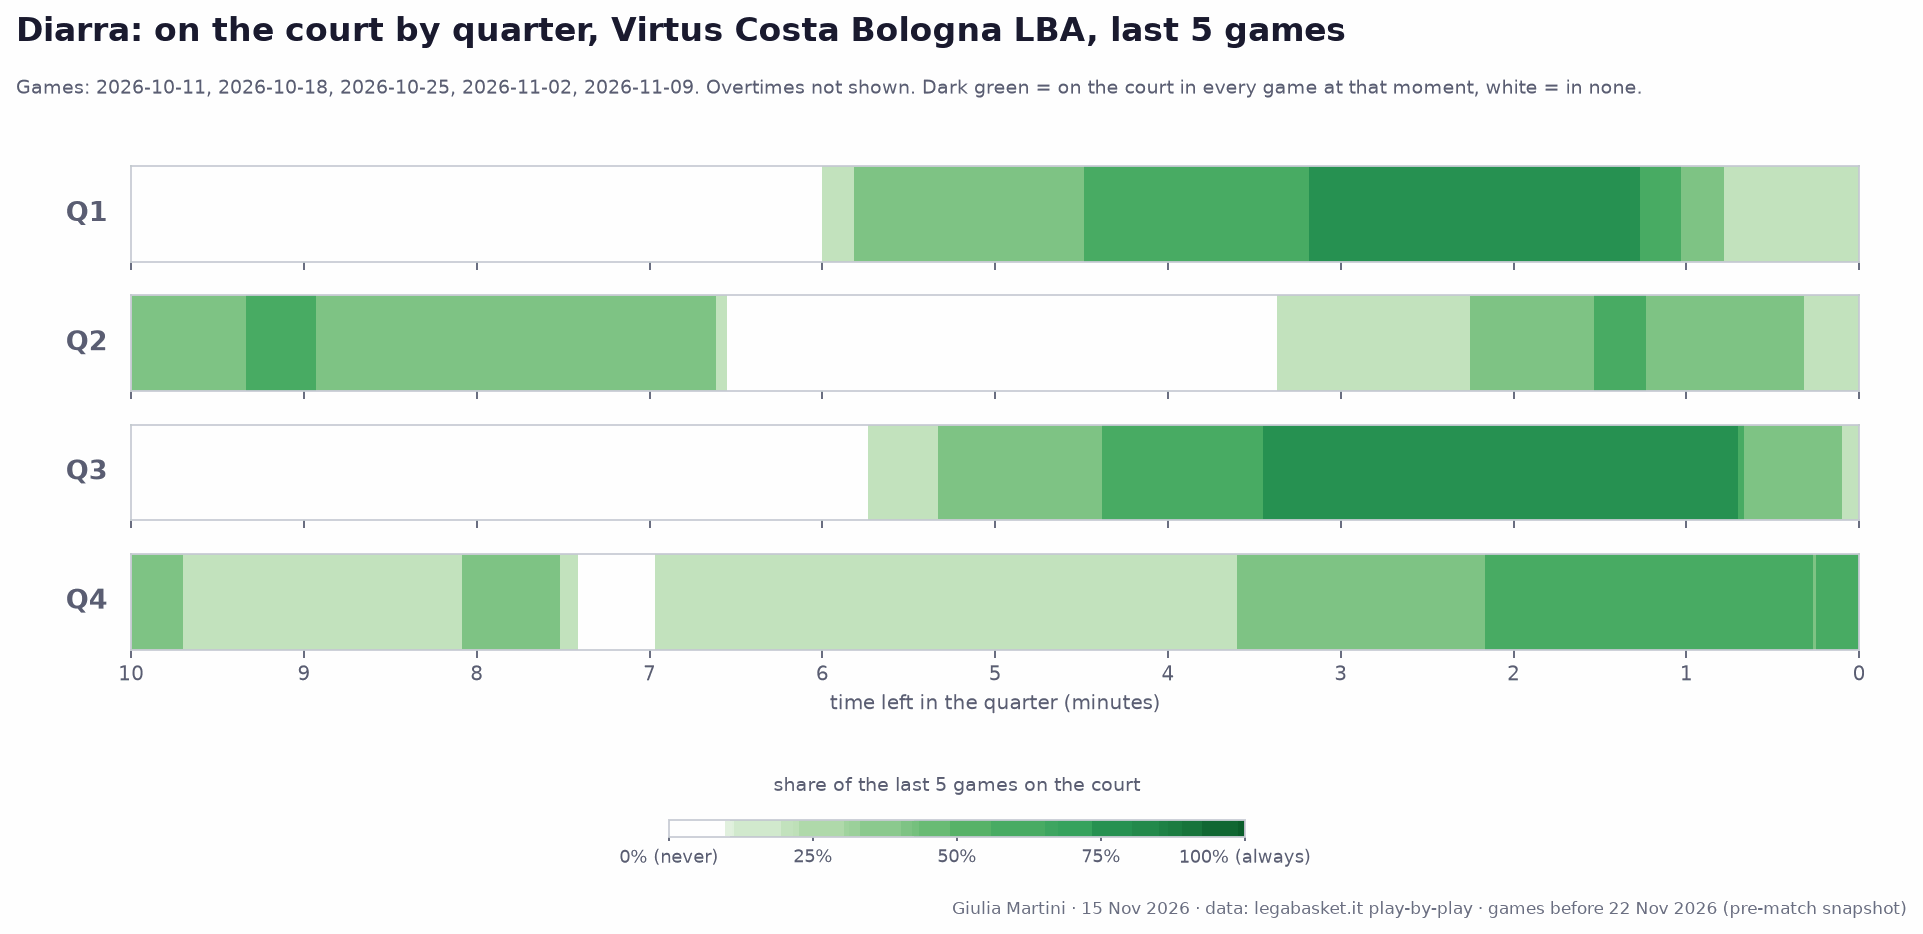 Diarra: on the court by quarter, Virtus Costa Bologna LBA, last 5 games
Games: 2026-10-11, 2026-10-18, 2026-10-25, 2026-11-02, 2026-11-09. Overtimes not shown. Dark green = on the court in every game at that moment, white = in none.
Q1
Q2
Q3
Q4
10 9 8 7 6 5 4 3 2 1 0
time left in the quarter (minutes)
share of the last 5 games on the court
0% (never) 25% 50% 75% 100% (always)
Giulia Martini · 15 Nov 2026 · data: legabasket.it play-by-play · games before 22 Nov 2026 (pre-match snapshot)